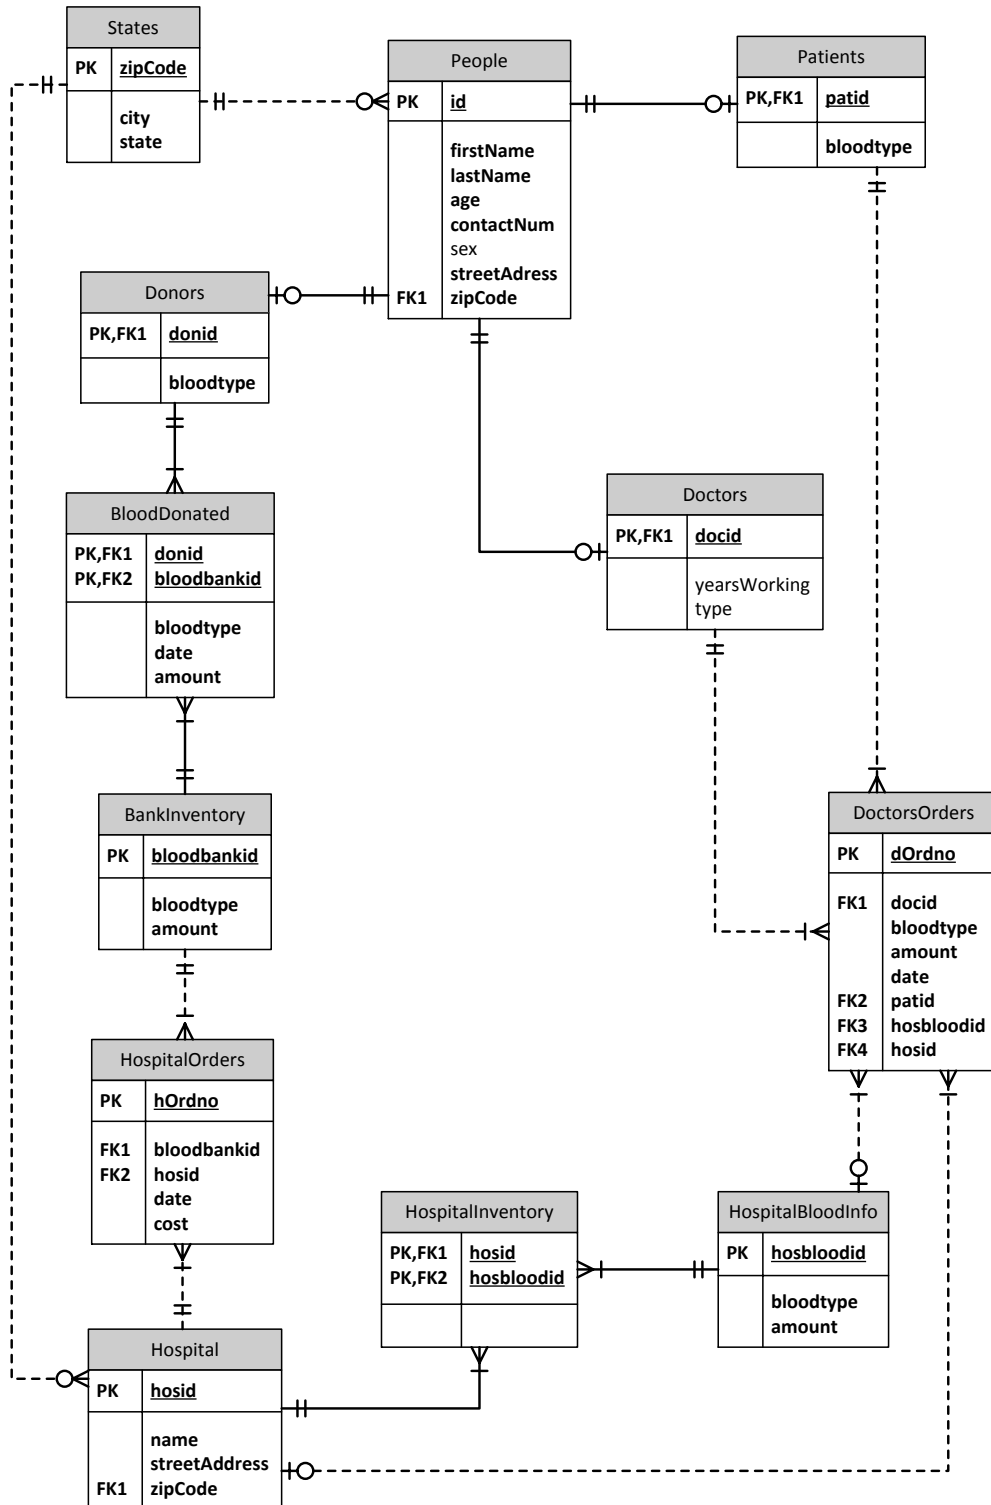 States
PK zipCode
city
state
People
PK id
firstName
lastName
age
contactNum
sex
streetAdress
FK1 zipCode
Patients
PK,FK1 patid
bloodtype
Donors
PK,FK1 donid
bloodtype
BloodDonated
PK,FK1 donid
PK,FK2 bloodbankid
bloodtype
date
amount
Doctors
PK,FK1 docid
yearsWorking
type
BankInventory
PK bloodbankid
bloodtype
amount
DoctorsOrders
PK dOrdno
FK1 docid
bloodtype
amount
date
FK2 patid
FK3 hosbloodid
FK4 hosid
HospitalOrders
PK hOrdno
FK1 bloodbankid
FK2 hosid
date
cost
HospitalInventory
PK,FK1 hosid
PK,FK2 hosbloodid
HospitalBloodInfo
PK hosbloodid
bloodtype
amount
Hospital
PK hosid
name
streetAddress
FK1 zipCode